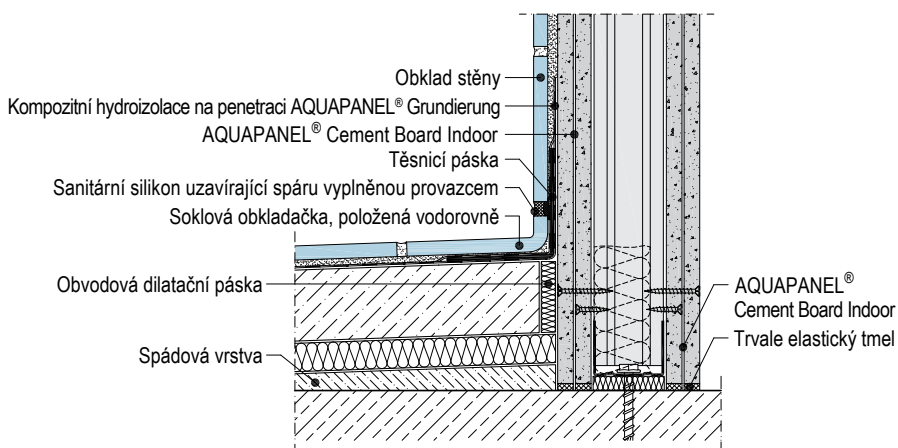 Obklad stěny
Kompozitní hydroizolace na penetraci AQUAPANEL® Grundierung
AQUAPANEL® Cement Board Indoor
Těsnicí páska
Sanitární silikon uzavírající spáru vyplněnou provazcem
Soklová obkladačka, položená vodorovně
Obvodová dilatační páska
Spádová vrstva
AQUAPANEL®
Cement Board Indoor
Trvale elastický tmel